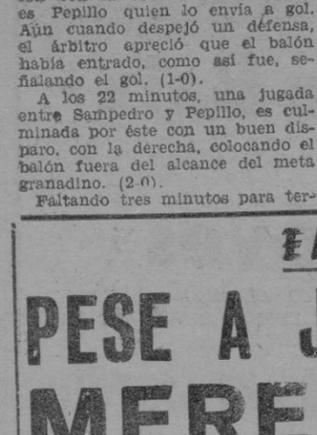 es Pepillo quien lo envía a gol.
Aún cuando despejó un defensa,
el árbitro apreció que el balón
había entrado, como así fue, se-
ñalando el gol. (1-0).
A los 22 minutos, una jugada
entre Sampedro y Pepillo, es cul-
minada por éste con un buen dis-
paro, con la derecha, colocando el
balón fuera del alcance del meta
granadino. (2-0).
Faltando tres minutos para ter-
PESE A
MERE